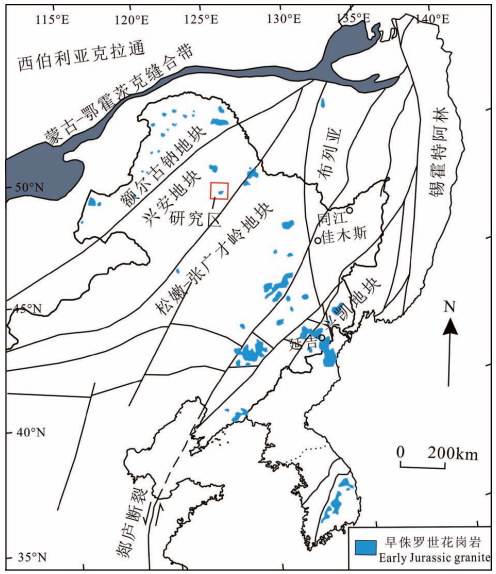 115°E 120°E 125°E 130°E 135°E 140°E
西伯利亚克拉通
蒙古-鄂霍茨克缝合带
额尔古纳地块
兴安地块
研究区
松嫩-张广才岭地块
布列亚
锡霍特阿林
同江
佳木斯
兴凯地块
延吉
50°N
45°N
40°N
35°N
N
0 200km
郯庐断裂
早侏罗世花岗岩
Early Jurassic granite